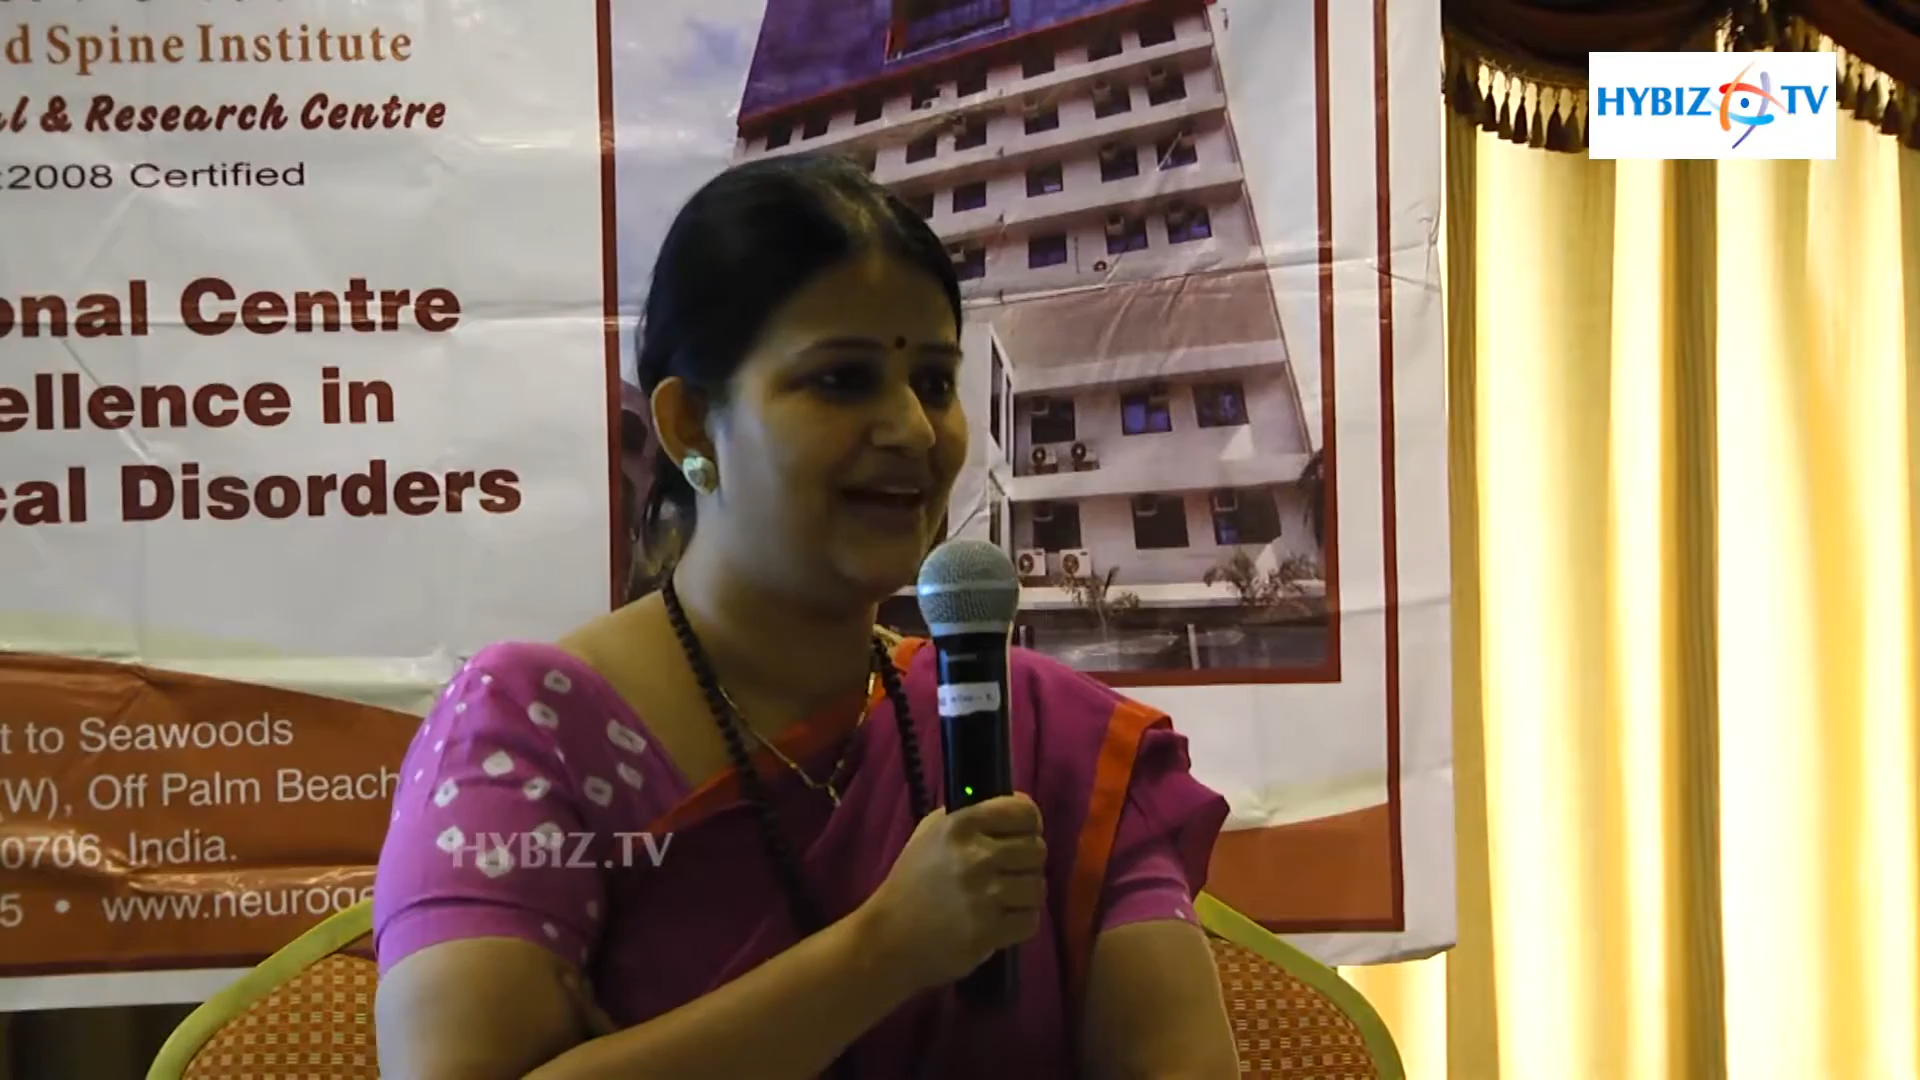 d Spine Institute
l & Research Centre
:2008 Certified
onal Centre
ellence in
cal Disorders
t to Seawoods
(W), Off Palm Beach
0706, India.
5 • www.neuroge
HYBIZ TV
HYBIZ.TV